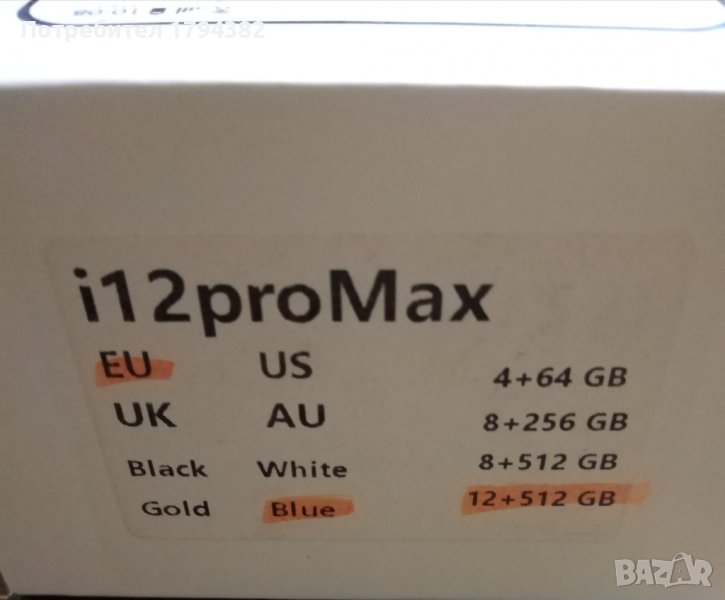 Потребител 1794382
i12proMax
EU US
4+64 GB
UK AU
8+256 GB
Black White
8+512 GB
Gold Blue
12+512 GB
BAZAR